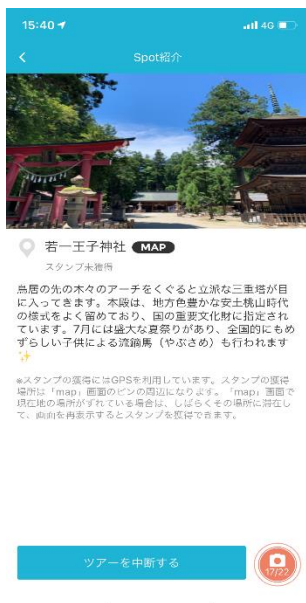 15:40 4G
Spot紹介
若一王子神社 MAP
スタンプ未獲得
鳥居の先の木々のアーチをくぐると立派な三重塔が目
に入ってきます。本殿は、地方色豊かな安土桃山時代
の様式をよく留めており、国の重要文化財に指定され
ています。7月には盛大な夏祭りがあり、全国的にもめ
ずらしい子供による流鏑馬（やぶさめ）も行われます
※スタンプの獲得にはGPSを利用しています。スタンプの獲得
場所は「map」画面のピンの周辺になります。「map」画面で
現在地の場所がずれている場合は、しばらくその場所に滞在し
て、画面を再表示するとスタンプを獲得できます。
ツアーを中断する
17/22